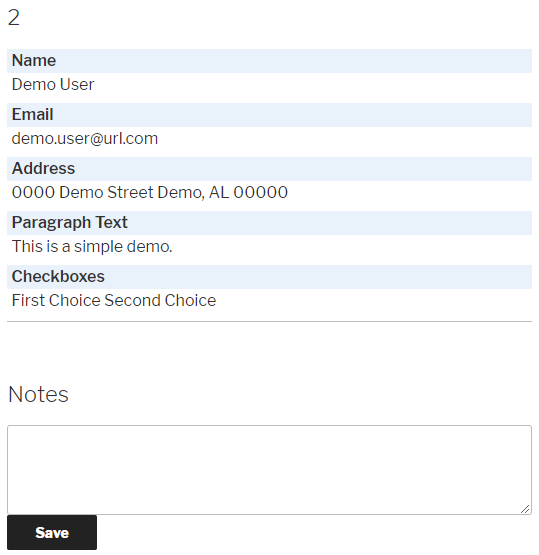 2
Name
Demo User
Email
demo.user@url.com
Address
0000 Demo Street Demo, AL 00000
Paragraph Text
This is a simple demo.
Checkboxes
First Choice Second Choice
Notes
Save